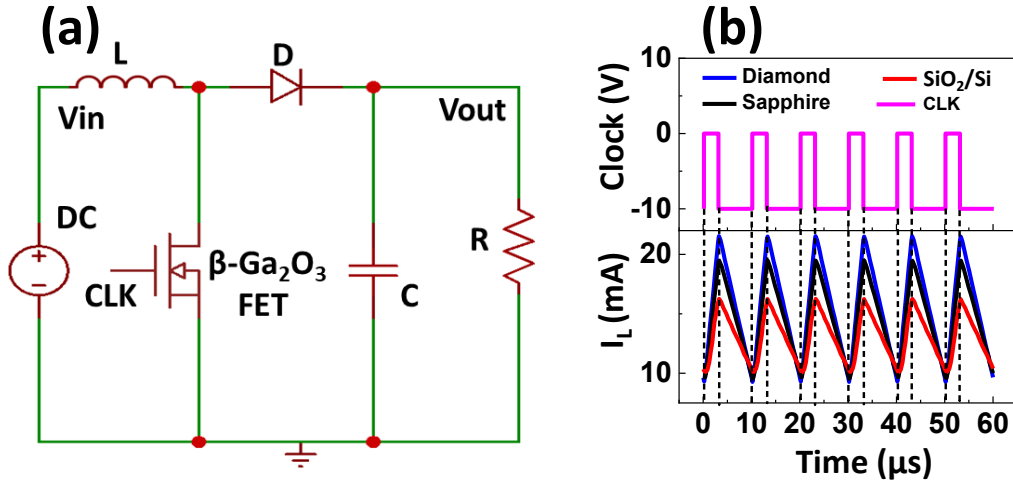 (a)
L
D
Vin
Vout
DC
+
−
CLK
β-Ga₂O₃
FET
C
R
(b)
Diamond
SiO₂/Si
Sapphire
CLK
Clock (V)
10
0
-10
I_L (mA)
20
10
0 10 20 30 40 50 60
Time (μs)